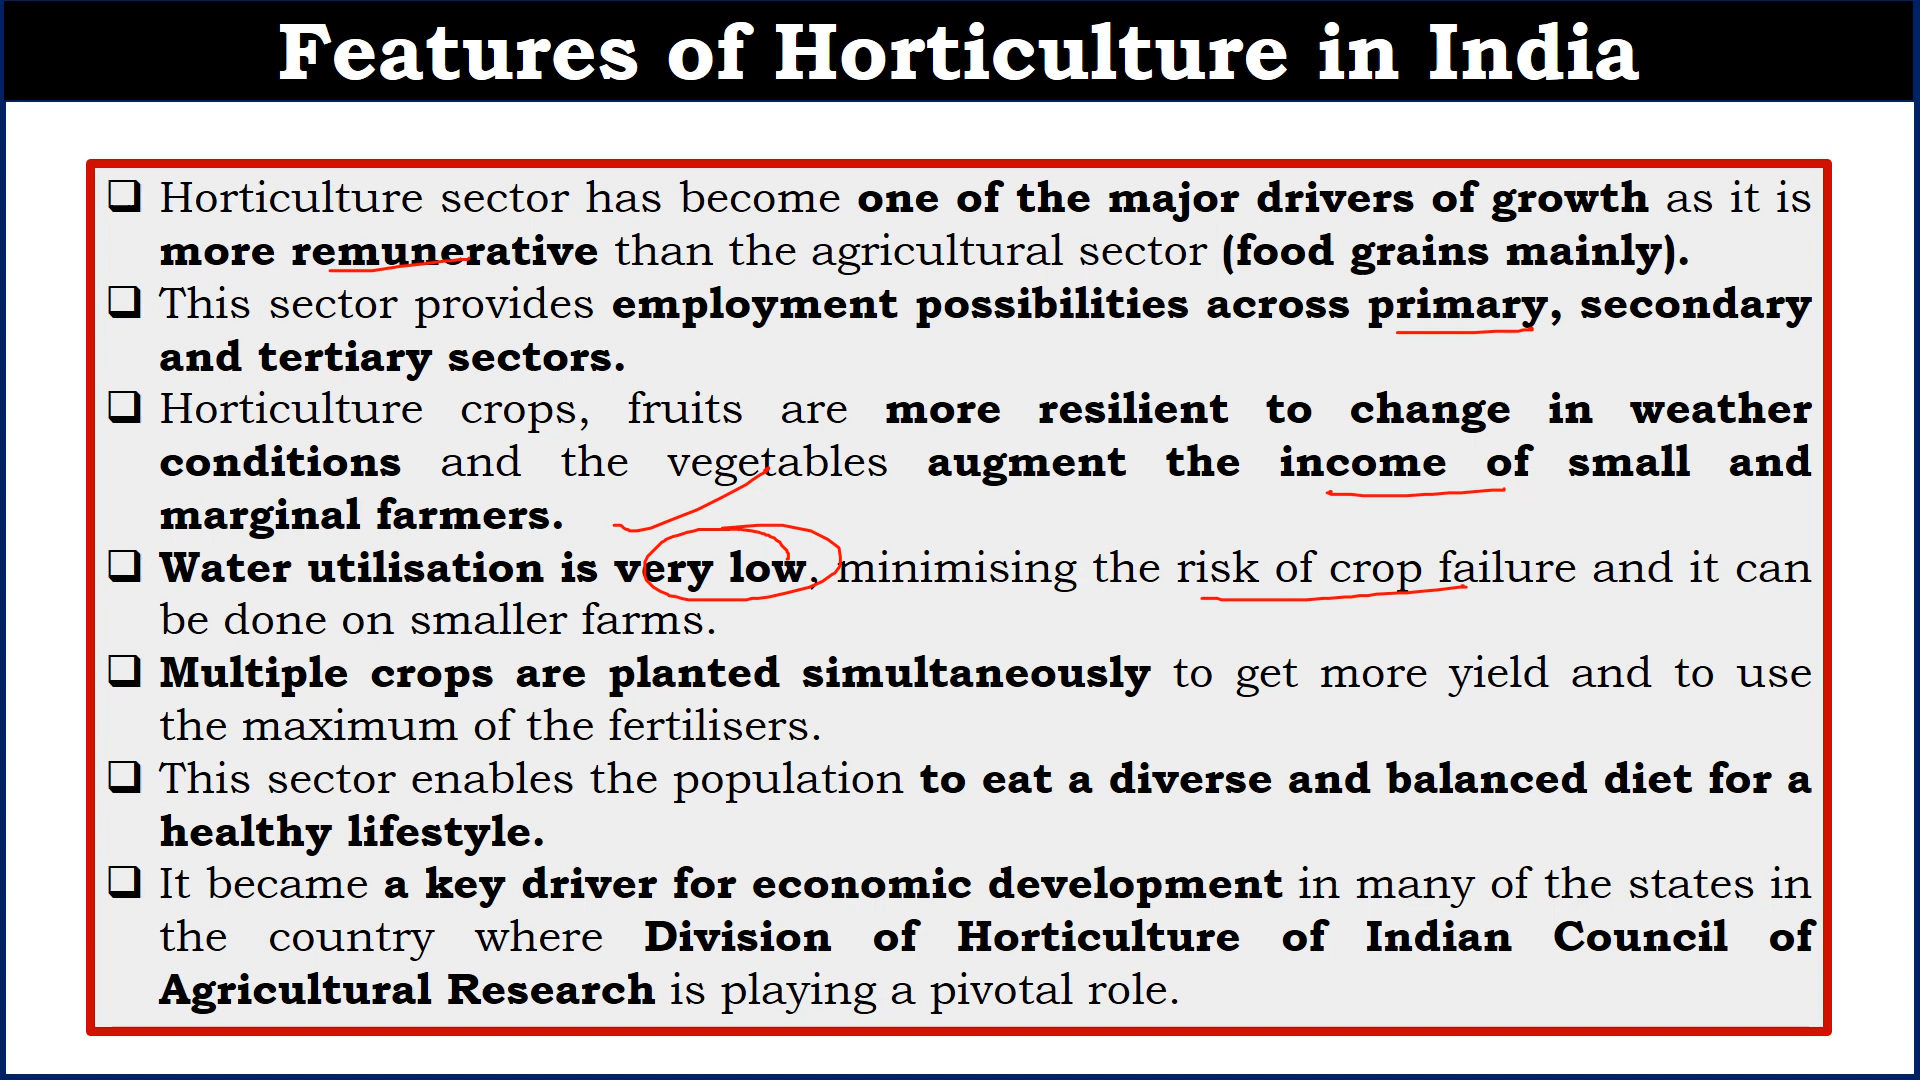 Features of Horticulture in India
❑ Horticulture sector has become one of the major drivers of growth as it is
more remunerative than the agricultural sector (food grains mainly).
❑ This sector provides employment possibilities across primary, secondary
and tertiary sectors.
❑ Horticulture crops, fruits are more resilient to change in weather
conditions and the vegetables augment the income of small and
marginal farmers.
❑ Water utilisation is very low, minimising the risk of crop failure and it can
be done on smaller farms.
❑ Multiple crops are planted simultaneously to get more yield and to use
the maximum of the fertilisers.
❑ This sector enables the population to eat a diverse and balanced diet for a
healthy lifestyle.
❑ It became a key driver for economic development in many of the states in
the country where Division of Horticulture of Indian Council of
Agricultural Research is playing a pivotal role.